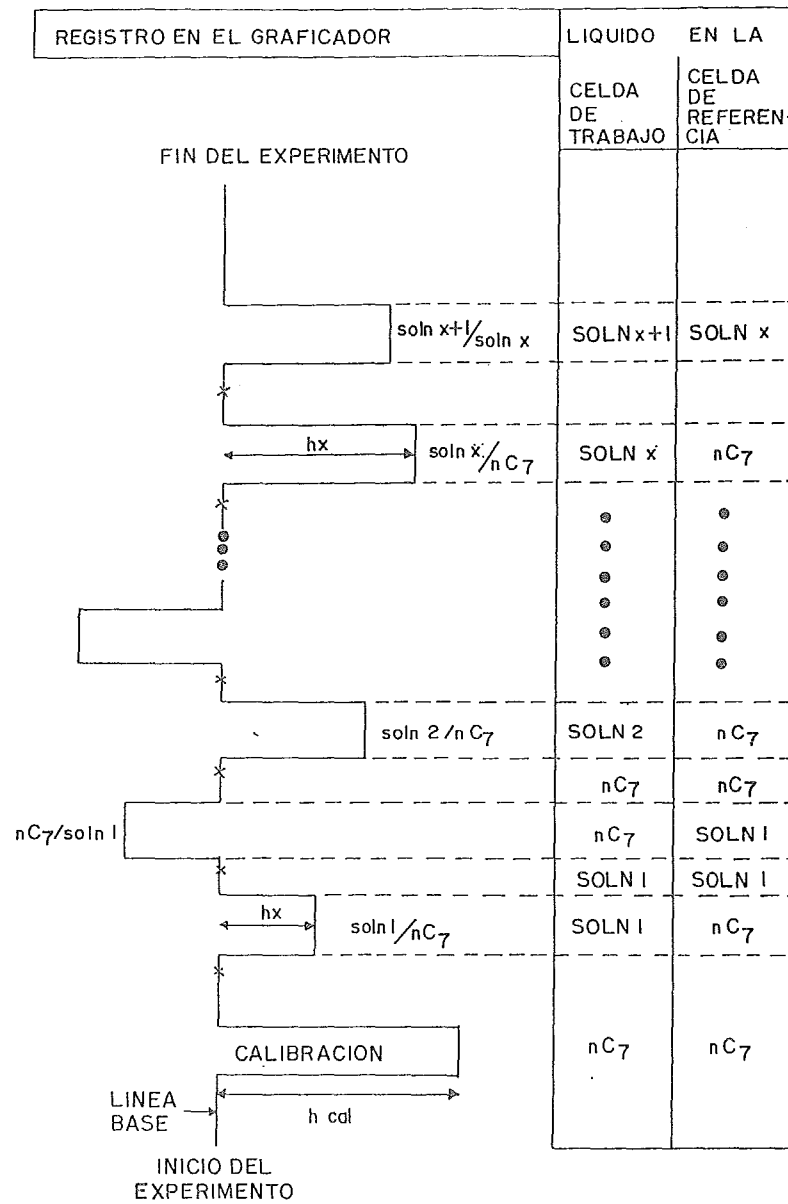 REGISTRO EN EL GRAFICADOR
LIQUIDO EN LA
CELDA
DE
TRABAJO
CELDA
DE
REFEREN-
CIA
FIN DEL EXPERIMENTO
soln x+1/soln x
SOLN x+1
SOLN x
hx
soln x/nC7
SOLN x
nC7
soln 2/nC7
SOLN 2
nC7
nC7
nC7
nC7/soln 1
nC7
SOLN 1
SOLN 1
SOLN 1
hx
soln 1/nC7
SOLN 1
nC7
CALIBRACION
nC7
nC7
h cal
LINEA
BASE
INICIO DEL
EXPERIMENTO